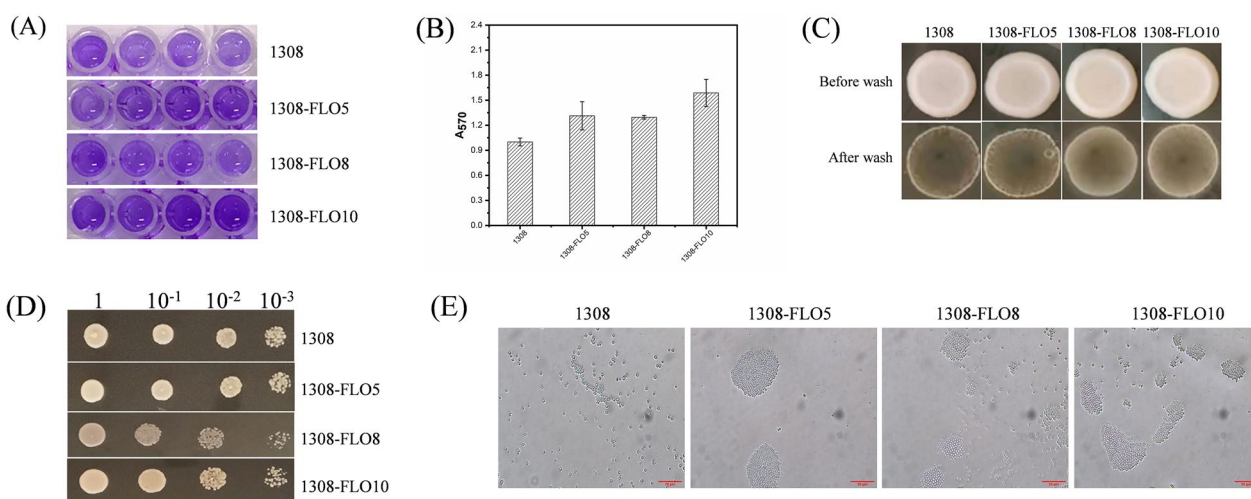 (A)
1308
1308-FLO5
1308-FLO8
1308-FLO10
(B)
2.4
2.1
1.8
1.5
1.2
0.9
0.6
0.3
0.0
A570
1308
1308-FLO5
1308-FLO8
1308-FLO10
(C)
1308 1308-FLO5 1308-FLO8 1308-FLO10
Before wash
After wash
(D)
1 10-1 10-2 10-3
1308
1308-FLO5
1308-FLO8
1308-FLO10
(E)
1308 1308-FLO5 1308-FLO8 1308-FLO10